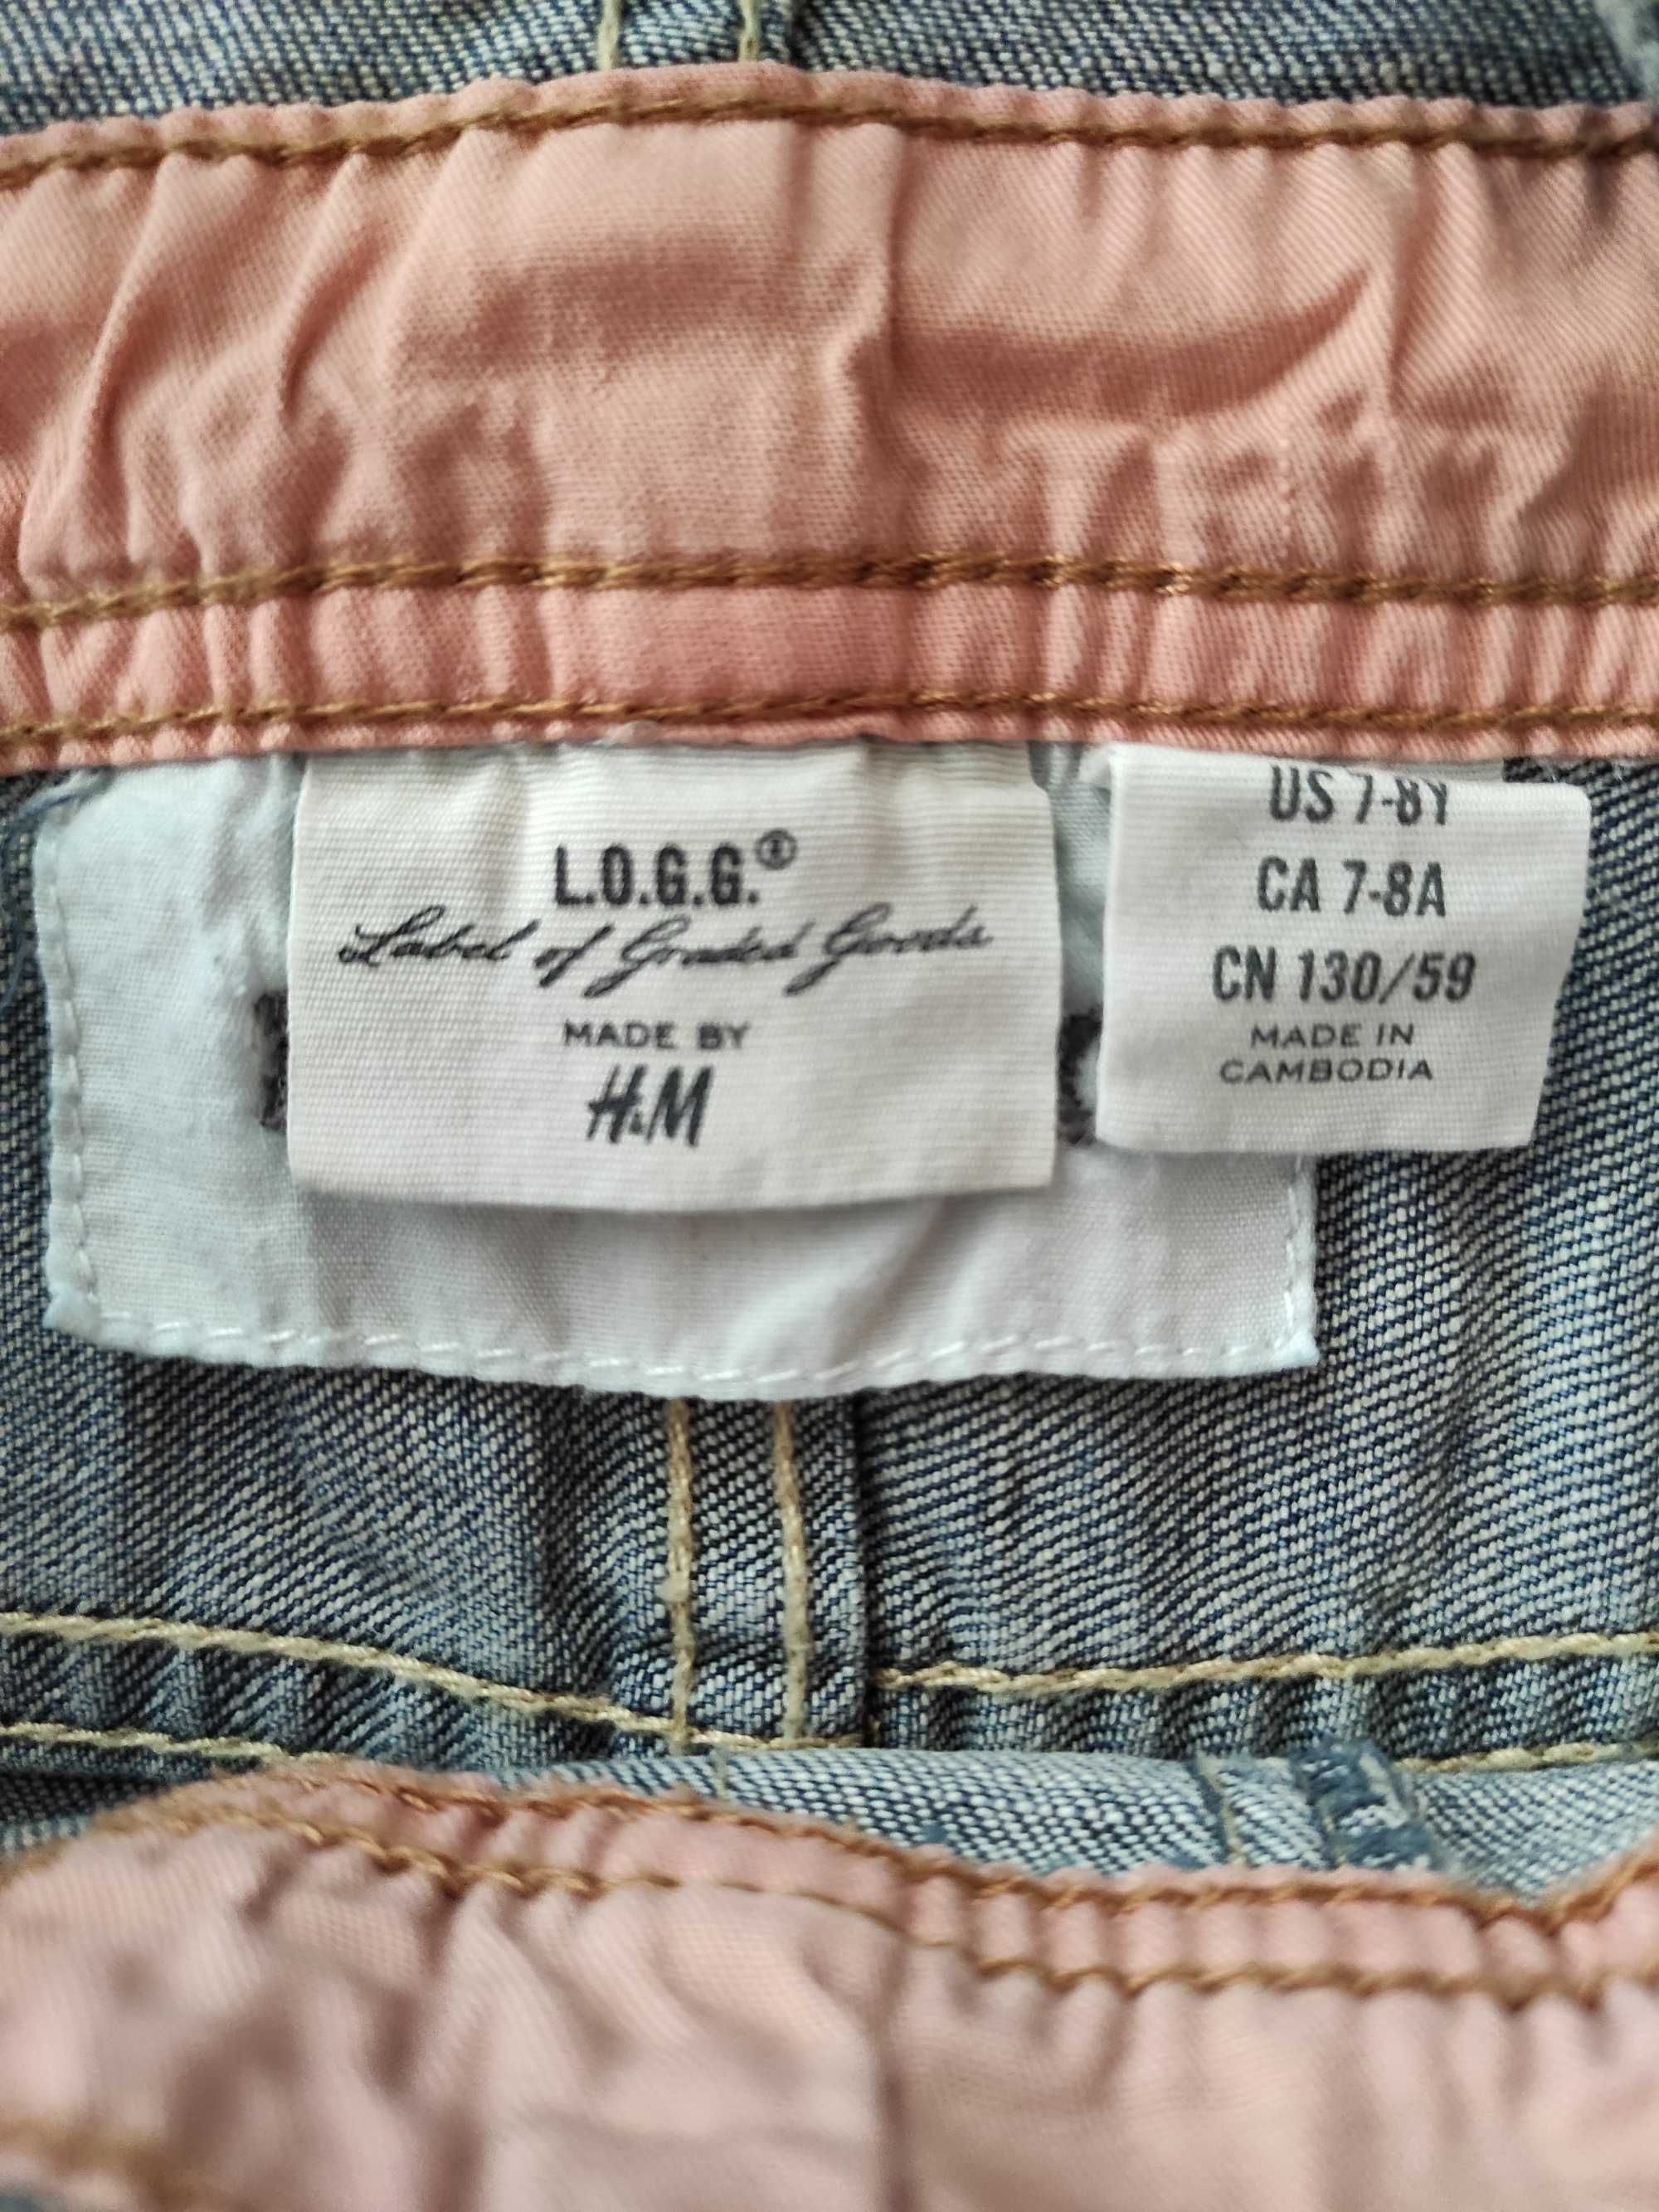 L.O.G.G.®
Label of Graded Goods
MADE BY
H&M
US 7-8Y
CA 7-8A
CN 130/59
MADE IN
CAMBODIA